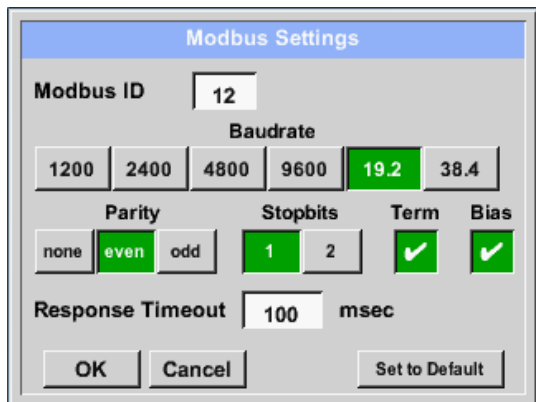 Modbus Settings
Modbus ID 12
Baudrate
1200 2400 4800 9600 19.2 38.4
Parity Stopbits Term Bias
none even odd 1 2 ✔ ✔
Response Timeout 100 msec
OK Cancel Set to Default